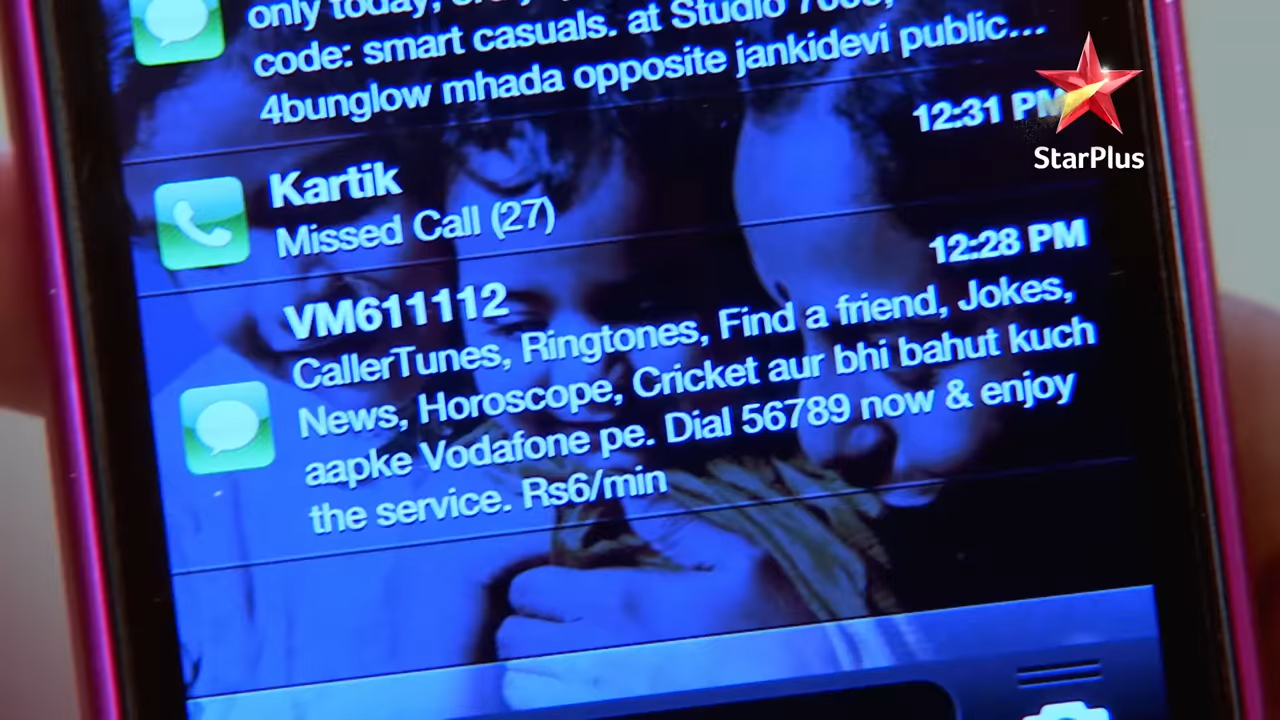 only today,
code: smart casuals. at Studio
4bunglow mhada opposite jankidevi public...
12:31 PM
Kartik
Missed Call (27)
12:28 PM
VM611112
CallerTunes, Ringtones, Find a friend, Jokes,
News, Horoscope, Cricket aur bhi bahut kuch
aapke Vodafone pe. Dial 56789 now & enjoy
the service. Rs6/min
StarPlus